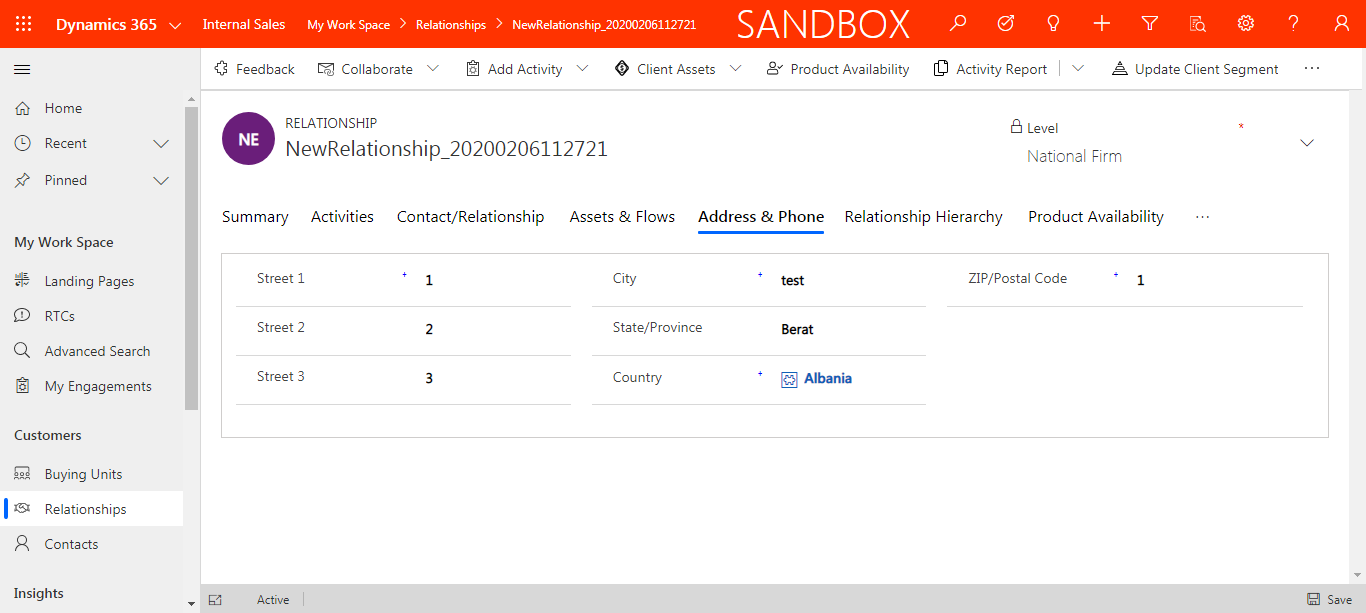 Dynamics 365 Internal Sales My Work Space Relationships NewRelationship_20200206112721 SANDBOX
Feedback Collaborate Add Activity Client Assets Product Availability Activity Report Update Client Segment ...
Home
Recent
Pinned
My Work Space
Landing Pages
RTCs
Advanced Search
My Engagements
Customers
Buying Units
Relationships
Contacts
Insights
NE
RELATIONSHIP
NewRelationship_20200206112721
Level *
National Firm
Summary Activities Contact/Relationship Assets & Flows Address & Phone Relationship Hierarchy Product Availability ...
Street 1 + 1 City + test ZIP/Postal Code + 1
Street 2 2 State/Province Berat
Street 3 3 Country + Albania
Active Save